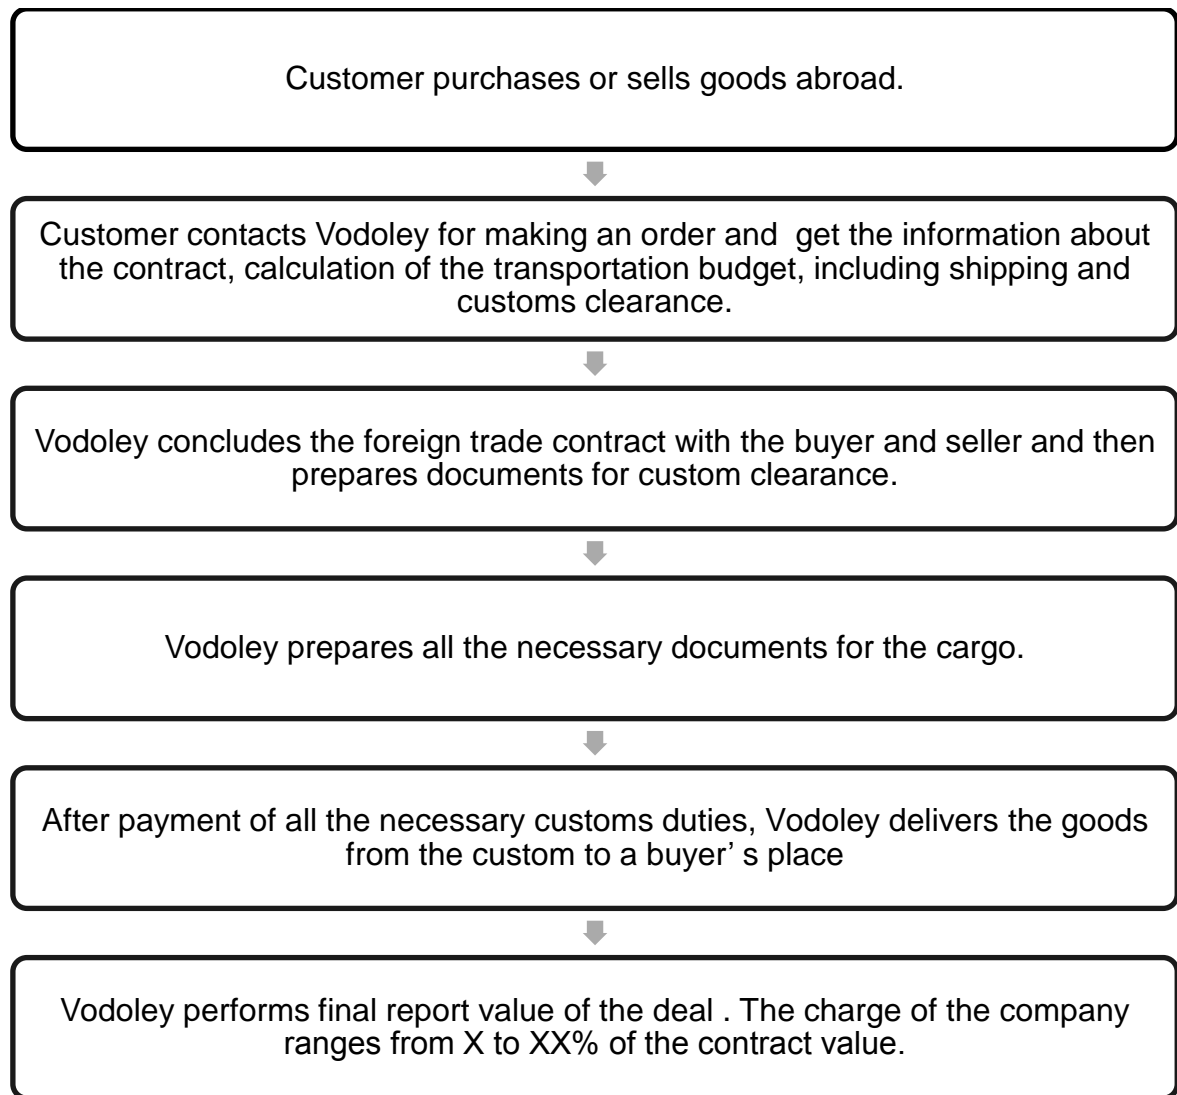 Customer purchases or sells goods abroad.
Customer contacts Vodoley for making an order and  get the information about
the contract, calculation of the transportation budget, including shipping and
customs clearance.
Vodoley concludes the foreign trade contract with the buyer and seller and then
prepares documents for custom clearance.
Vodoley prepares all the necessary documents for the cargo.
After payment of all the necessary customs duties, Vodoley delivers the goods
from the custom to a buyer’ s place
Vodoley performs final report value of the deal . The charge of the company
ranges from X to XX% of the contract value.